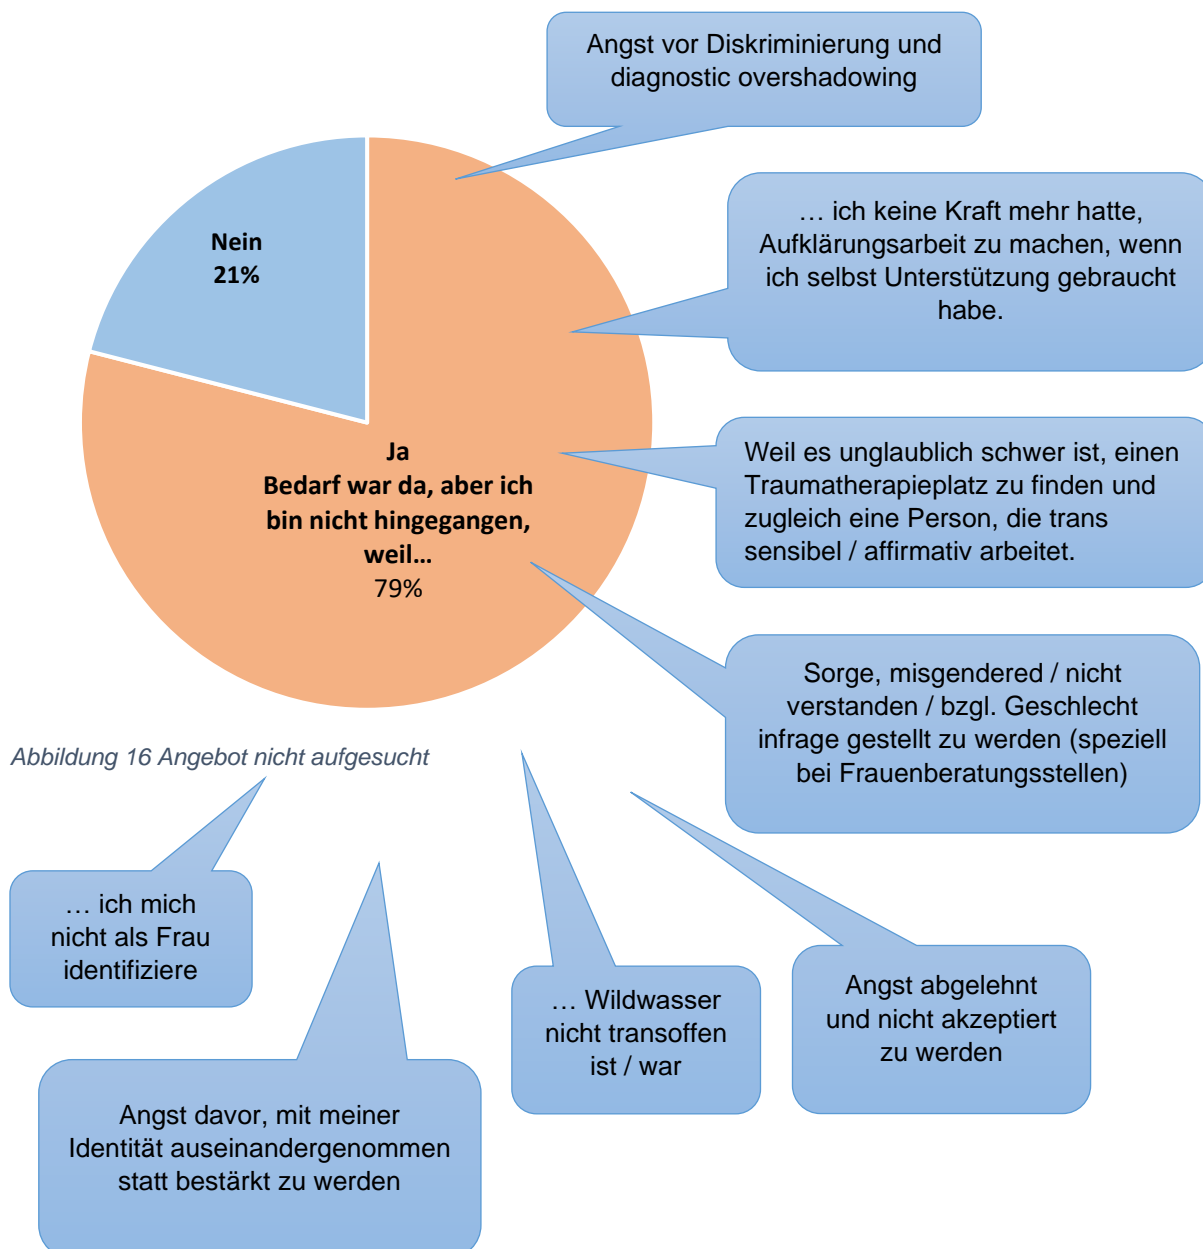 Angst vor Diskriminierung und
diagnostic overshadowing
Nein
21%
… ich keine Kraft mehr hatte,
Aufklärungsarbeit zu machen, wenn
ich selbst Unterstützung gebraucht
habe.
Ja
Bedarf war da, aber ich
bin nicht hingegangen,
weil…
79%
Weil es unglaublich schwer ist, einen
Traumatherapieplatz zu finden und
zugleich eine Person, die trans
sensibel / affirmativ arbeitet.
Sorge, misgendered / nicht
verstanden / bzgl. Geschlecht
infrage gestellt zu werden (speziell
bei Frauenberatungsstellen)
Abbildung 16 Angebot nicht aufgesucht
… ich mich
nicht als Frau
identifiziere
… Wildwasser
nicht transoffen
ist / war
Angst abgelehnt
und nicht akzeptiert
zu werden
Angst davor, mit meiner
Identität auseinandergenommen
statt bestärkt zu werden